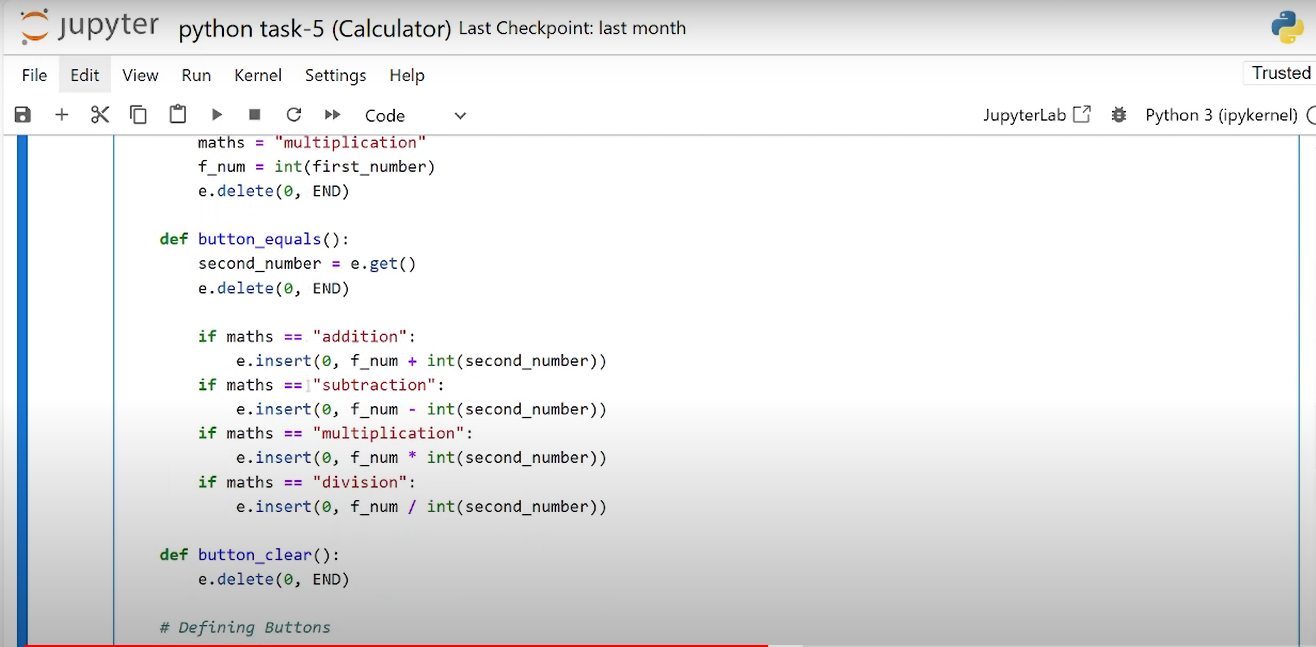 jupyter python task-5 (Calculator) Last Checkpoint: last month
File Edit View Run Kernel Settings Help
Trusted
Code
JupyterLab Python 3 (ipykernel)
maths = "multiplication"
f_num = int(first_number)
e.delete(0, END)
def button_equals():
second_number = e.get()
e.delete(0, END)
if maths == "addition":
e.insert(0, f_num + int(second_number))
if maths == "subtraction":
e.insert(0, f_num - int(second_number))
if maths == "multiplication":
e.insert(0, f_num * int(second_number))
if maths == "division":
e.insert(0, f_num / int(second_number))
def button_clear():
e.delete(0, END)
# Defining Buttons